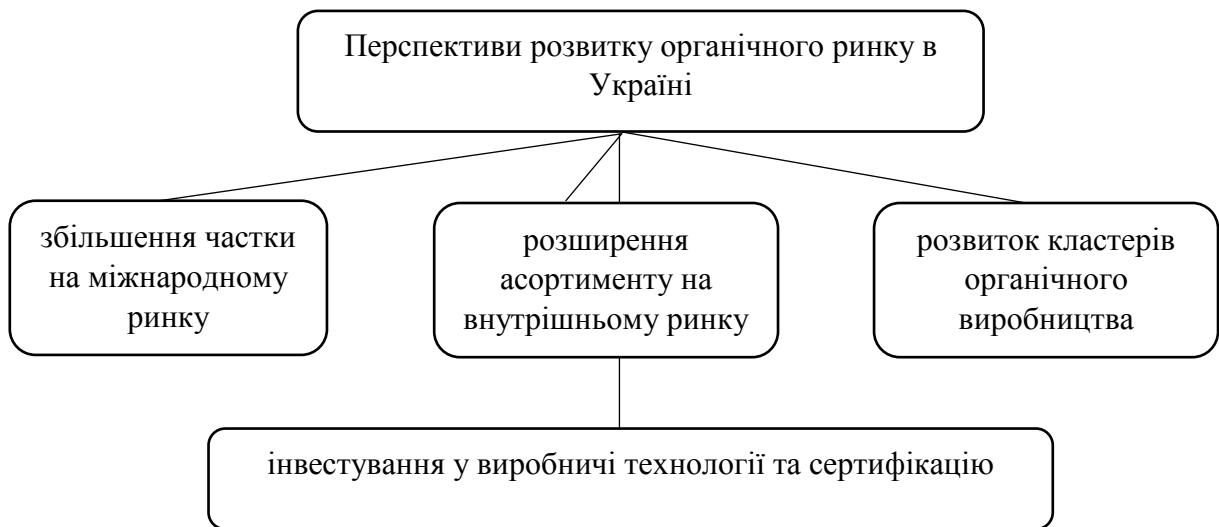 Перспективи розвитку органічного ринку в
Україні
збільшення частки
на міжнародному
ринку
розширення
асортименту на
внутрішньому ринку
розвиток кластерів
органічного
виробництва
інвестування у виробничі технології та сертифікацію